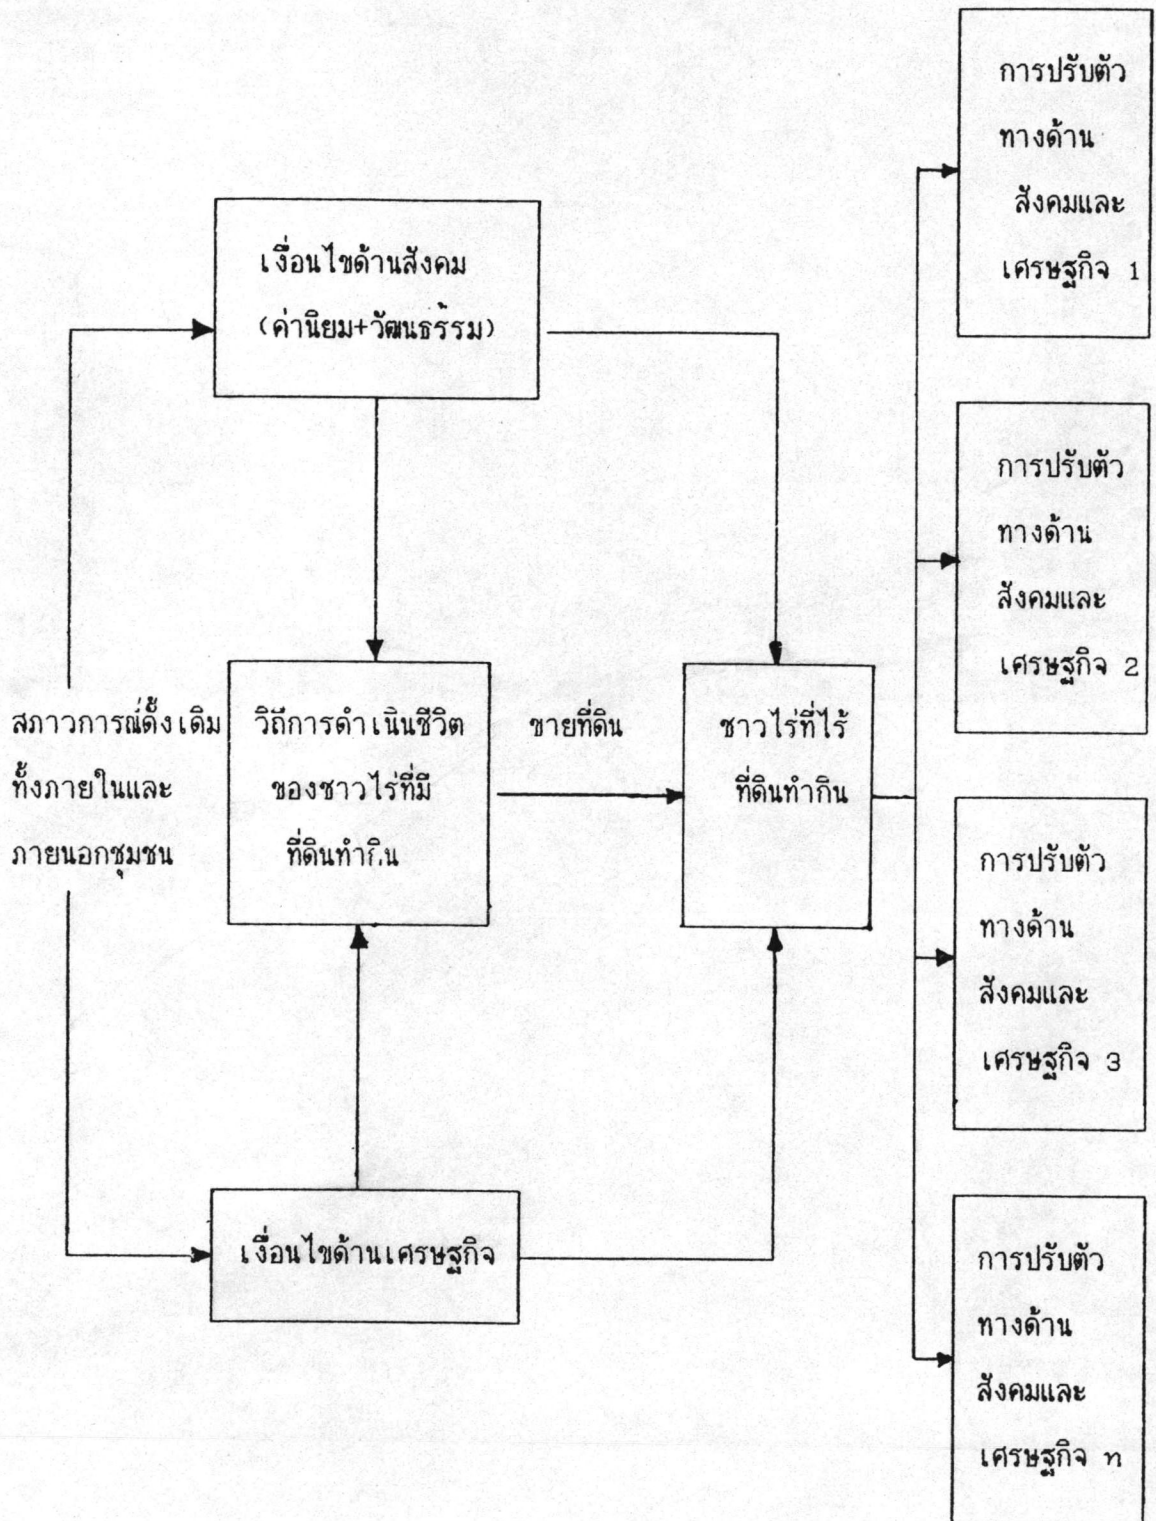 การปรับตัว
ทางด้าน
สังคมและ
เศรษฐกิจ 1
เงื่อนไขด้านสังคม
(ค่านิยม+วัฒนธรรม)
การปรับตัว
ทางด้าน
สังคมและ
เศรษฐกิจ 2
สภาวการณ์ดั้งเดิม
ทั้งภายในและ
ภายนอกชุมชน
วิถีการดำเนินชีวิต
ของชาวไร่ที่มี
ที่ดินทำกิน
ขายที่ดิน
ชาวไร่ที่ไร้
ที่ดินทำกิน
การปรับตัว
ทางด้าน
สังคมและ
เศรษฐกิจ 3
เงื่อนไขด้านเศรษฐกิจ
การปรับตัว
ทางด้าน
สังคมและ
เศรษฐกิจ n